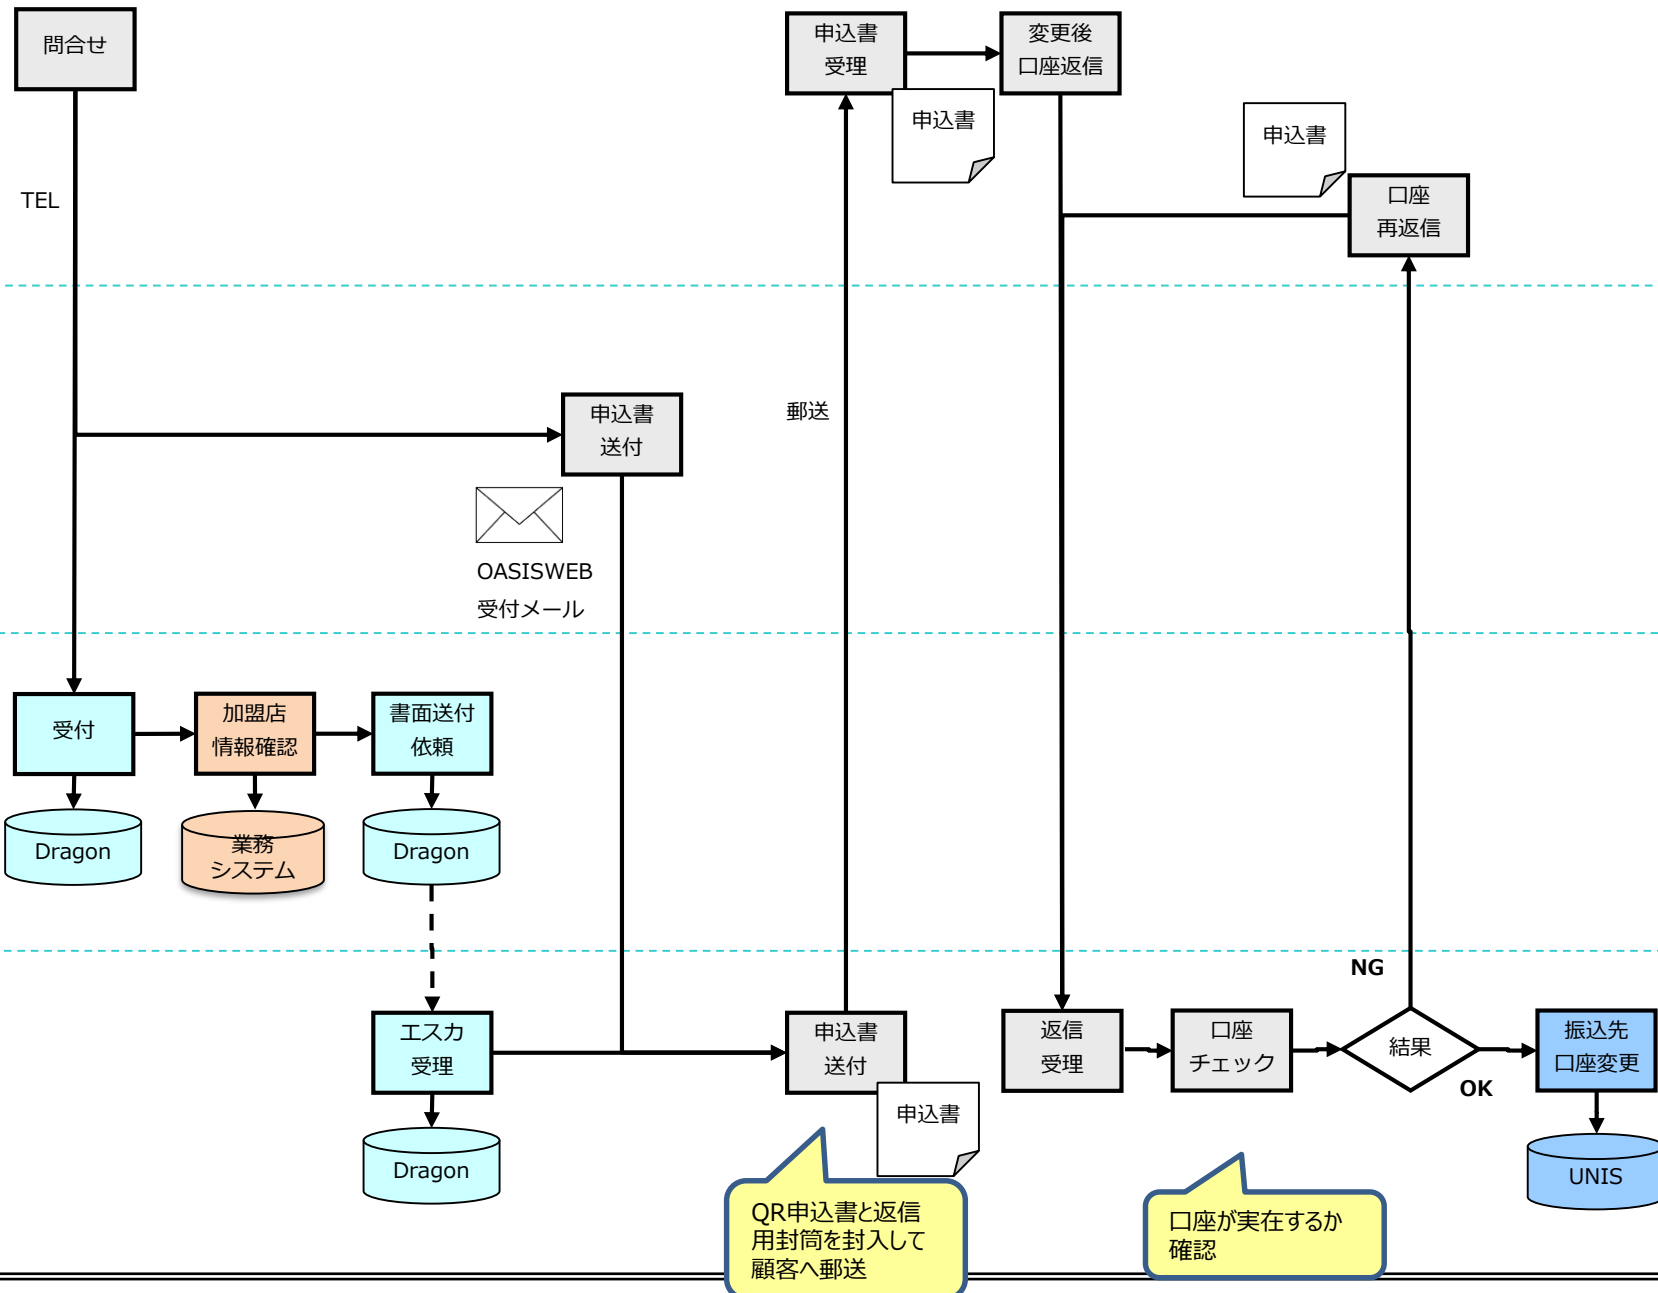 問合せ
TEL
申込書
受理
変更後
口座返信
申込書
申込書
口座
再返信
申込書
送付
郵送
OASISWEB
受付メール
受付
加盟店
情報確認
書面送付
依頼
Dragon
業務
システム
Dragon
エスカ
受理
Dragon
申込書
送付
申込書
返信
受理
口座
チェック
結果
NG
OK
振込先
口座変更
UNIS
QR申込書と返信
用封筒を封入して
顧客へ郵送
口座が実在するか
確認